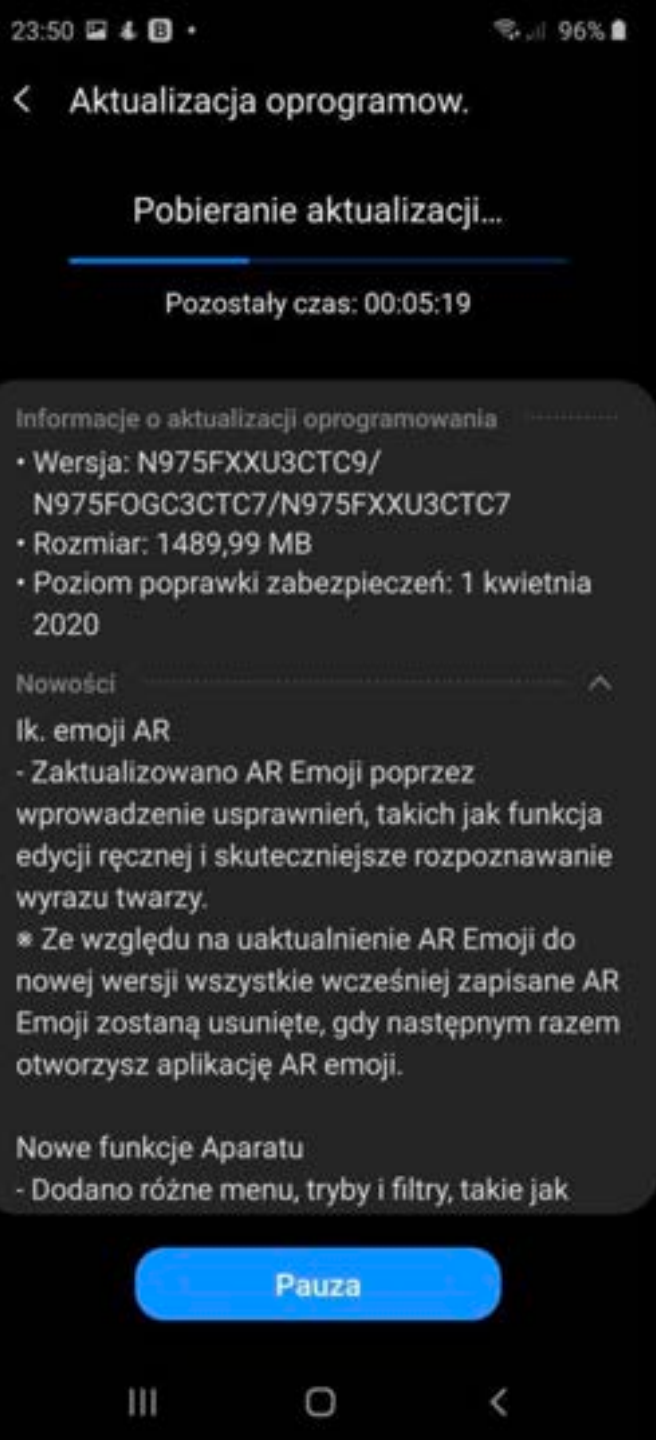 23:50 B 96%
Aktualizacja oprogramow.
Pobieranie aktualizacji...
Pozostały czas: 00:05:19
Informacje o aktualizacji oprogramowania
• Wersja: N975FXXU3CTC9/
N975FOGC3CTC7/N975FXXU3CTC7
• Rozmiar: 1489,99 MB
• Poziom poprawki zabezpieczeń: 1 kwietnia
2020
Nowości
Ik. emoji AR
- Zaktualizowano AR Emoji poprzez
wprowadzenie usprawnień, takich jak funkcja
edycji ręcznej i skuteczniejsze rozpoznawanie
wyrazu twarzy.
※ Ze względu na uaktualnienie AR Emoji do
nowej wersji wszystkie wcześniej zapisane AR
Emoji zostaną usunięte, gdy następnym razem
otworzysz aplikację AR emoji.
Nowe funkcje Aparatu
- Dodano różne menu, tryby i filtry, takie jak
Pauza